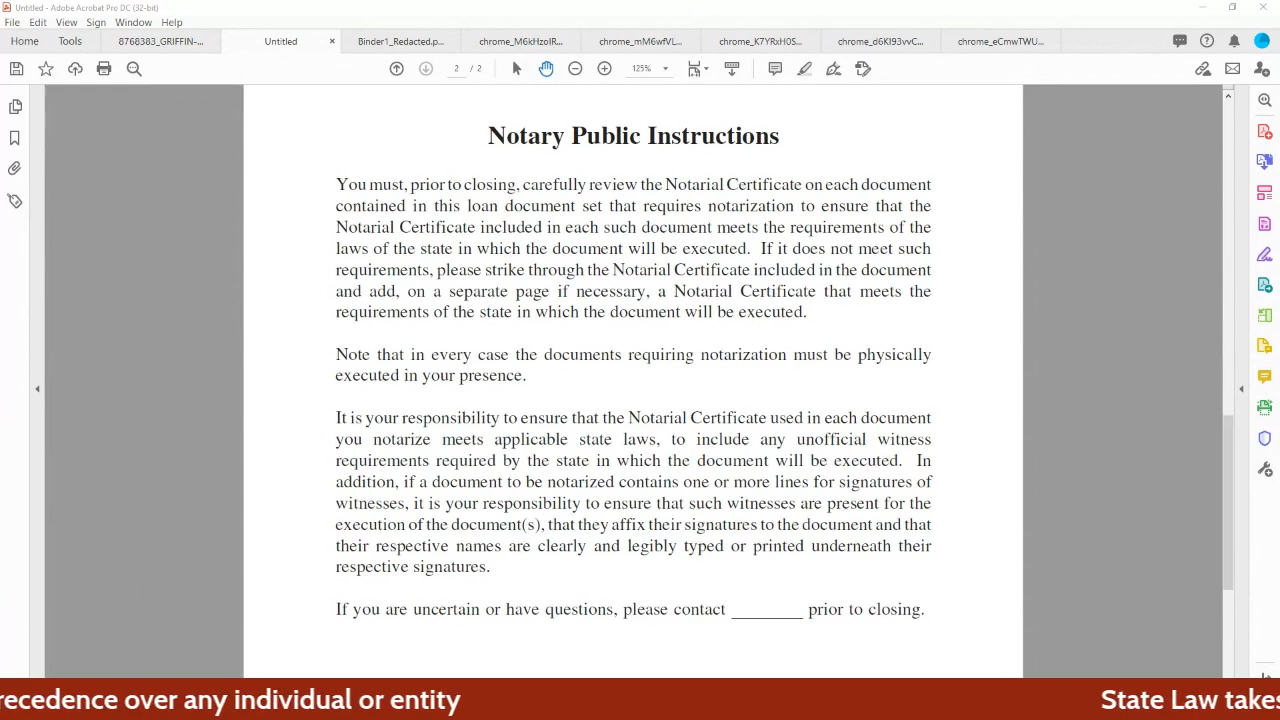 Untitled - Adobe Acrobat Pro DC (32-bit)
File Edit View Sign Window Help
Home Tools 8768383_GRIFFIN-... Untitled × Binder1_Redacted.p... chrome_M6kHzoIR... chrome_mM6wfVL... chrome_K7YRxH0S... chrome_d6KI93vvC... chrome_eCmwTWU...
2 / 2 125%
Notary Public Instructions
You must, prior to closing, carefully review the Notarial Certificate on each document
contained in this loan document set that requires notarization to ensure that the
Notarial Certificate included in each such document meets the requirements of the
laws of the state in which the document will be executed. If it does not meet such
requirements, please strike through the Notarial Certificate included in the document
and add, on a separate page if necessary, a Notarial Certificate that meets the
requirements of the state in which the document will be executed.
Note that in every case the documents requiring notarization must be physically
executed in your presence.
It is your responsibility to ensure that the Notarial Certificate used in each document
you notarize meets applicable state laws, to include any unofficial witness
requirements required by the state in which the document will be executed. In
addition, if a document to be notarized contains one or more lines for signatures of
witnesses, it is your responsibility to ensure that such witnesses are present for the
execution of the document(s), that they affix their signatures to the document and that
their respective names are clearly and legibly typed or printed underneath their
respective signatures.
If you are uncertain or have questions, please contact ________ prior to closing.
recedence over any individual or entity State Law takes